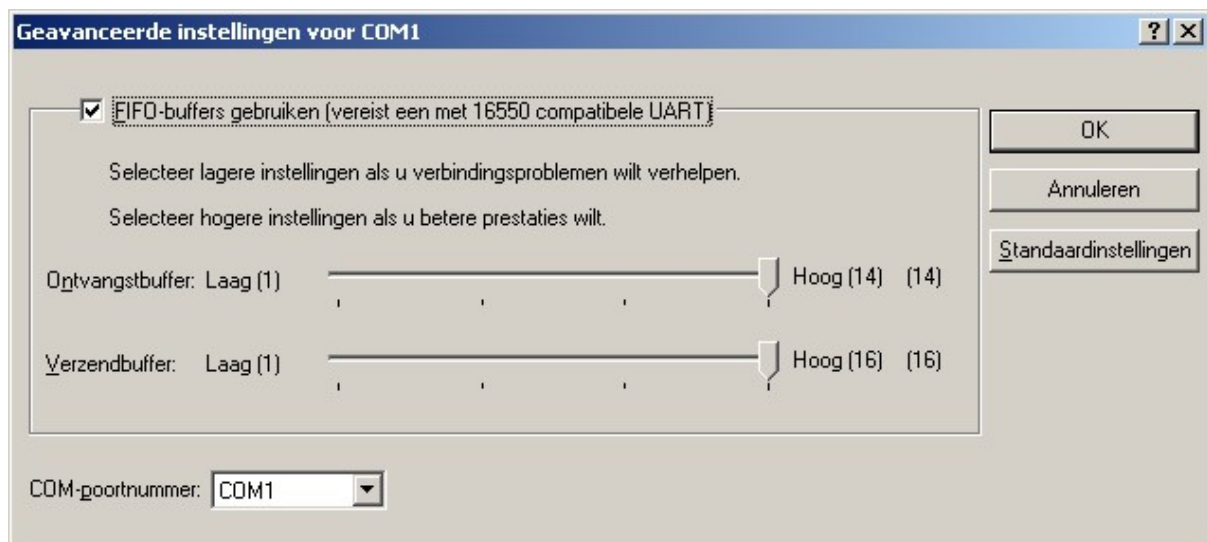 Geavanceerde instellingen voor COM1
FIFO-buffers gebruiken (vereist een met 16550 compatibele UART)
OK
Selecteer lagere instellingen als u verbindingsproblemen wilt verhelpen.
Annuleren
Selecteer hogere instellingen als u betere prestaties wilt.
Standaardinstellingen
Ontvangstbuffer: Laag (1) Hoog (14) (14)
Verzendbuffer: Laag (1) Hoog (16) (16)
COM-poortnummer: COM1